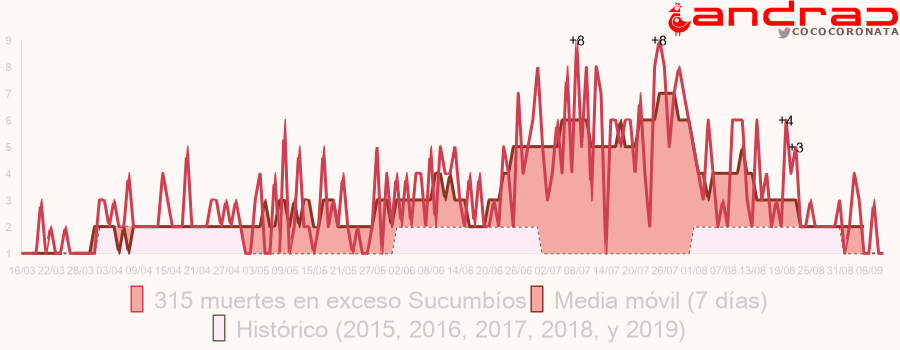 andrac
COCOCORONATA
9
8
7
6
5
4
3
2
1
+8
+8
+4
+3
16/03 22/03 28/03 03/04 09/04 15/04 21/04 27/04 03/05 09/05 15/05 21/05 27/05 02/06 08/06 14/06 20/06 26/06 02/07 08/07 14/07 20/07 26/07 01/08 07/08 13/08 19/08 25/08 31/08 06/09
315 muertes en exceso Sucumbíos Media móvil (7 días)
Histórico (2015, 2016, 2017, 2018, y 2019)